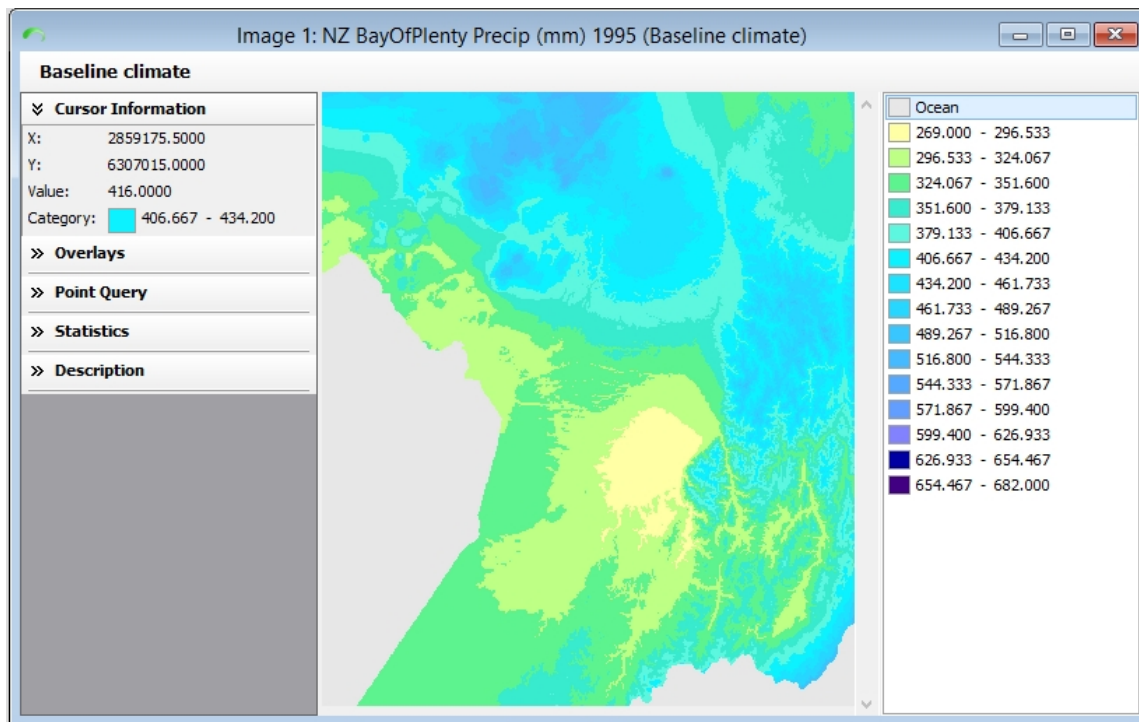 Image 1: NZ BayOfPlenty Precip (mm) 1995 (Baseline climate)
Baseline climate
Cursor Information
X: 2859175.5000
Y: 6307015.0000
Value: 416.0000
Category: 406.667 - 434.200
Overlays
Point Query
Statistics
Description
Ocean
269.000 - 296.533
296.533 - 324.067
324.067 - 351.600
351.600 - 379.133
379.133 - 406.667
406.667 - 434.200
434.200 - 461.733
461.733 - 489.267
489.267 - 516.800
516.800 - 544.333
544.333 - 571.867
571.867 - 599.400
599.400 - 626.933
626.933 - 654.467
654.467 - 682.000